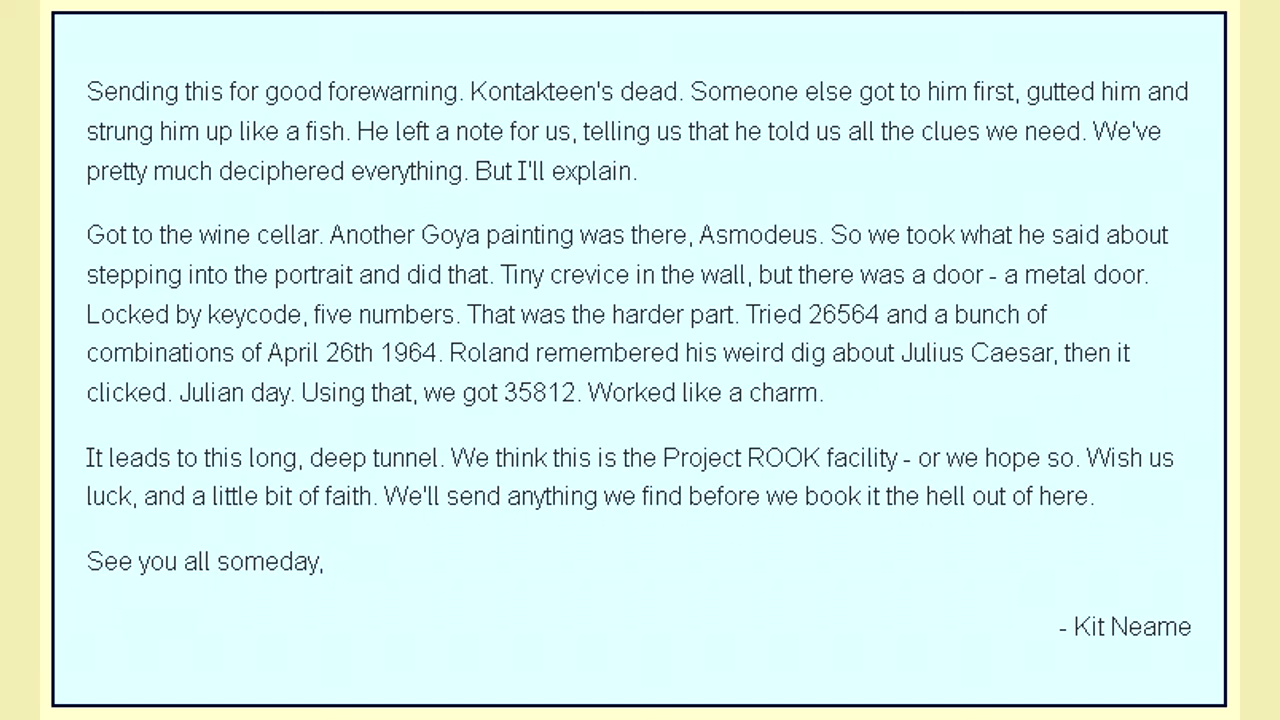 Sending this for good forewarning. Kontakteen's dead. Someone else got to him first, gutted him and
strung him up like a fish. He left a note for us, telling us that he told us all the clues we need. We've
pretty much deciphered everything. But I'll explain.
Got to the wine cellar. Another Goya painting was there, Asmodeus. So we took what he said about
stepping into the portrait and did that. Tiny crevice in the wall, but there was a door - a metal door.
Locked by keycode, five numbers. That was the harder part. Tried 26564 and a bunch of
combinations of April 26th 1964. Roland remembered his weird dig about Julius Caesar, then it
clicked. Julian day. Using that, we got 35812. Worked like a charm.
It leads to this long, deep tunnel. We think this is the Project ROOK facility - or we hope so. Wish us
luck, and a little bit of faith. We'll send anything we find before we book it the hell out of here.
See you all someday,
- Kit Neame